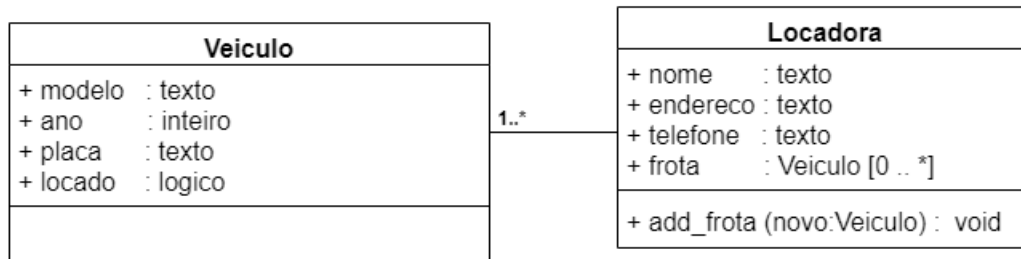 Veiculo
+ modelo : texto
+ ano : inteiro
+ placa : texto
+ locado : logico
1..*
Locadora
+ nome : texto
+ endereco : texto
+ telefone : texto
+ frota : Veiculo [0 .. *]
+ add_frota (novo:Veiculo) : void